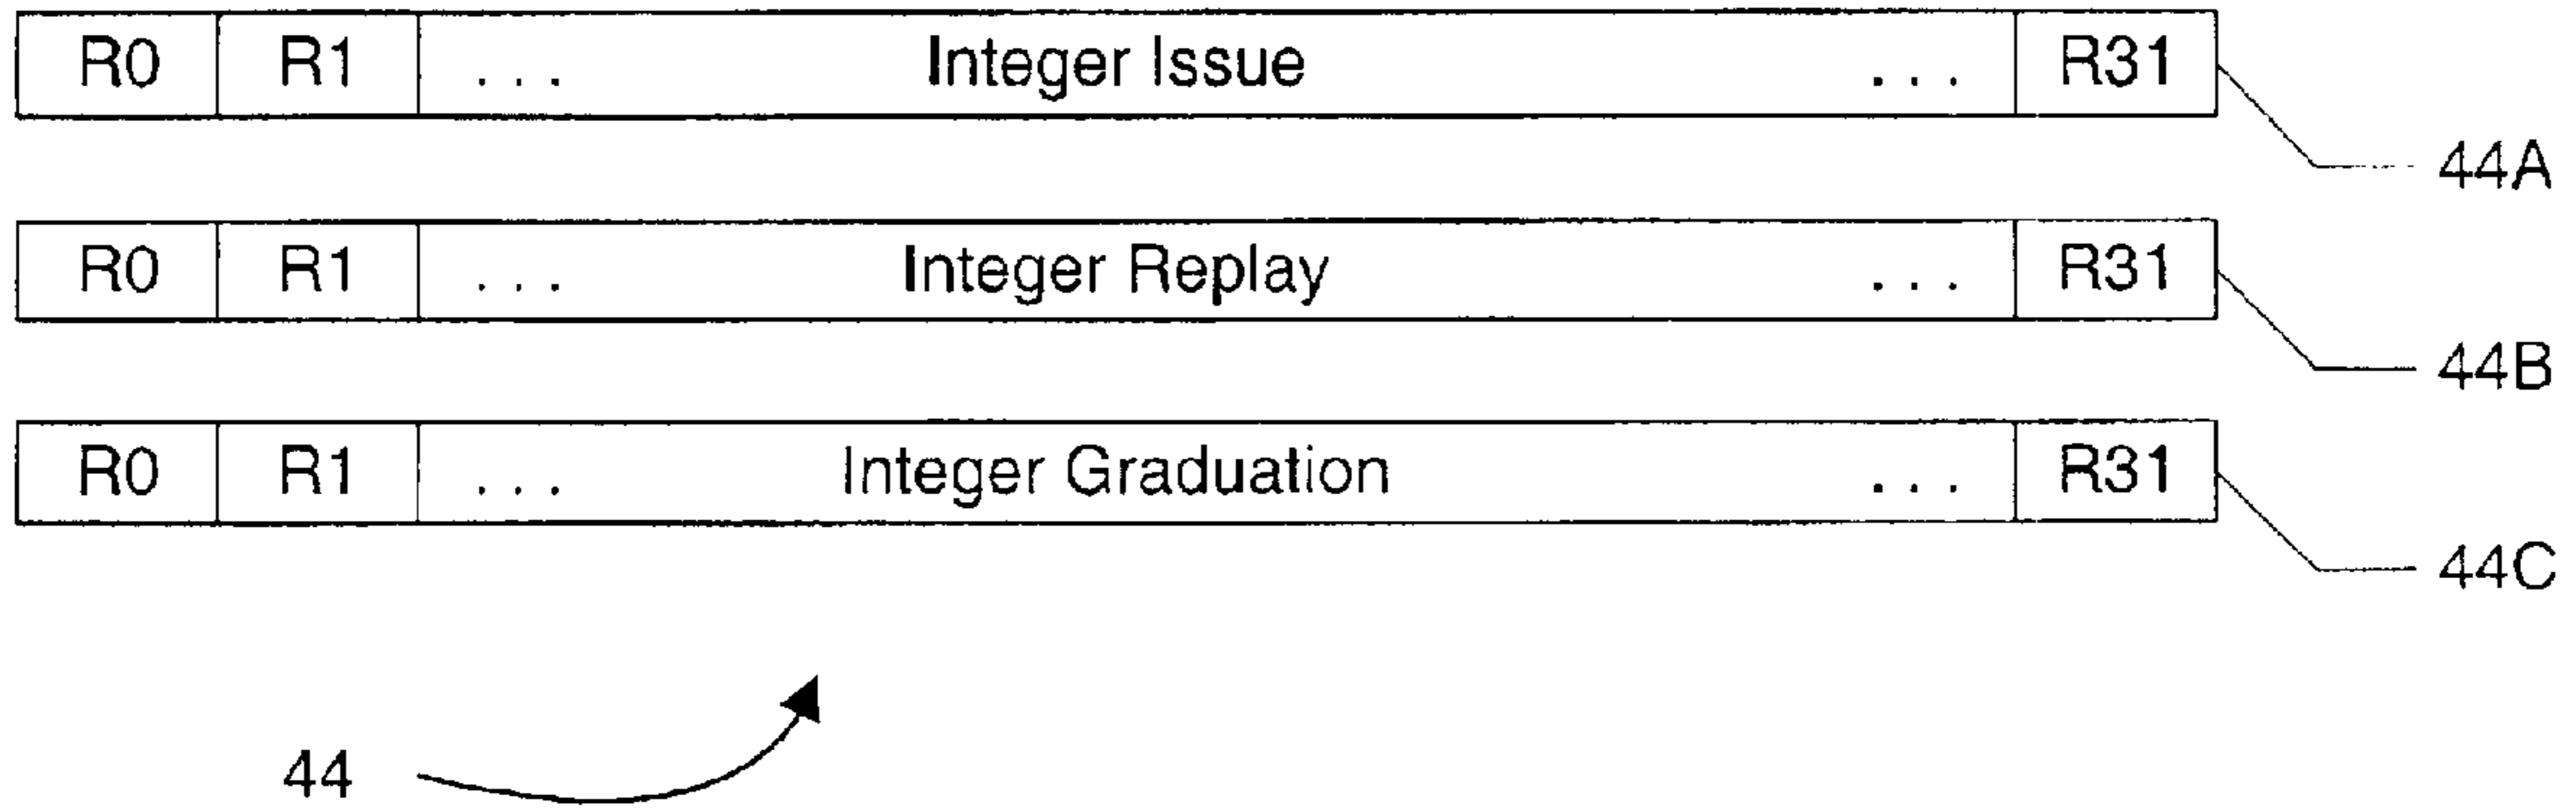 R0 R1 ... Integer Issue ... R31
44A
R0 R1 ... Integer Replay ... R31
44B
R0 R1 ... Integer Graduation ... R31
44C
44